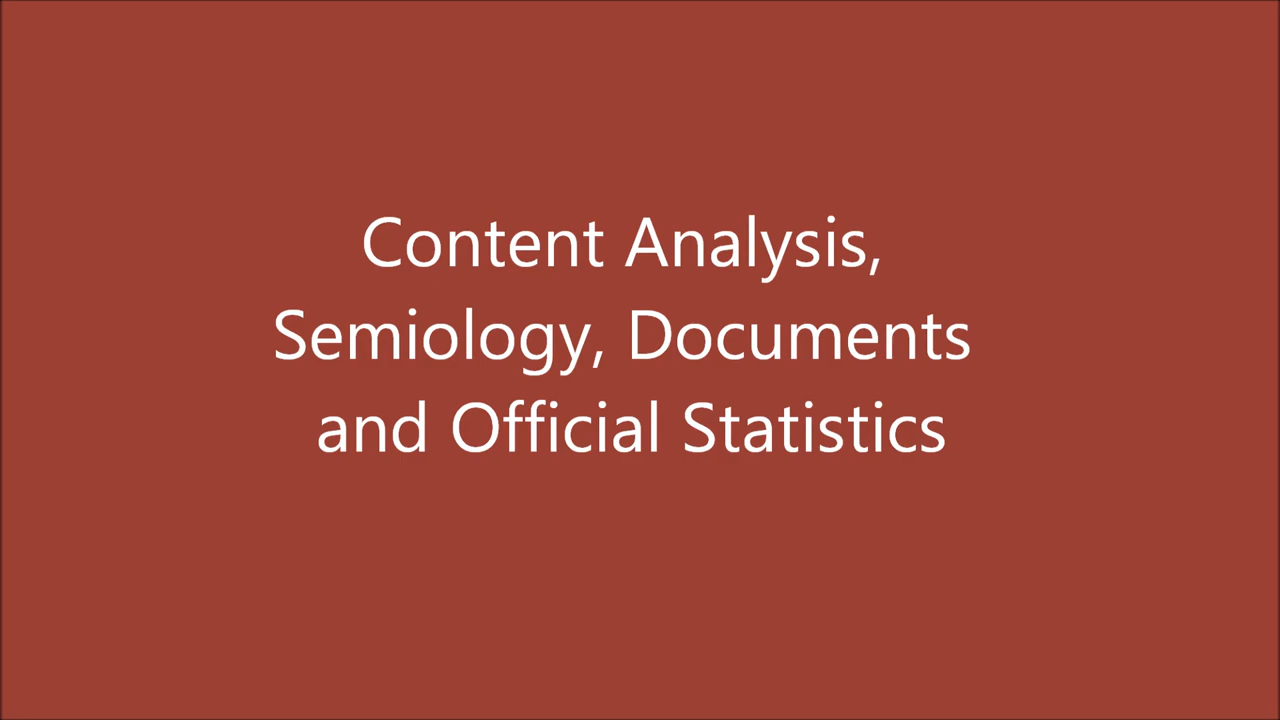 Content Analysis,
Semiology, Documents
and Official Statistics